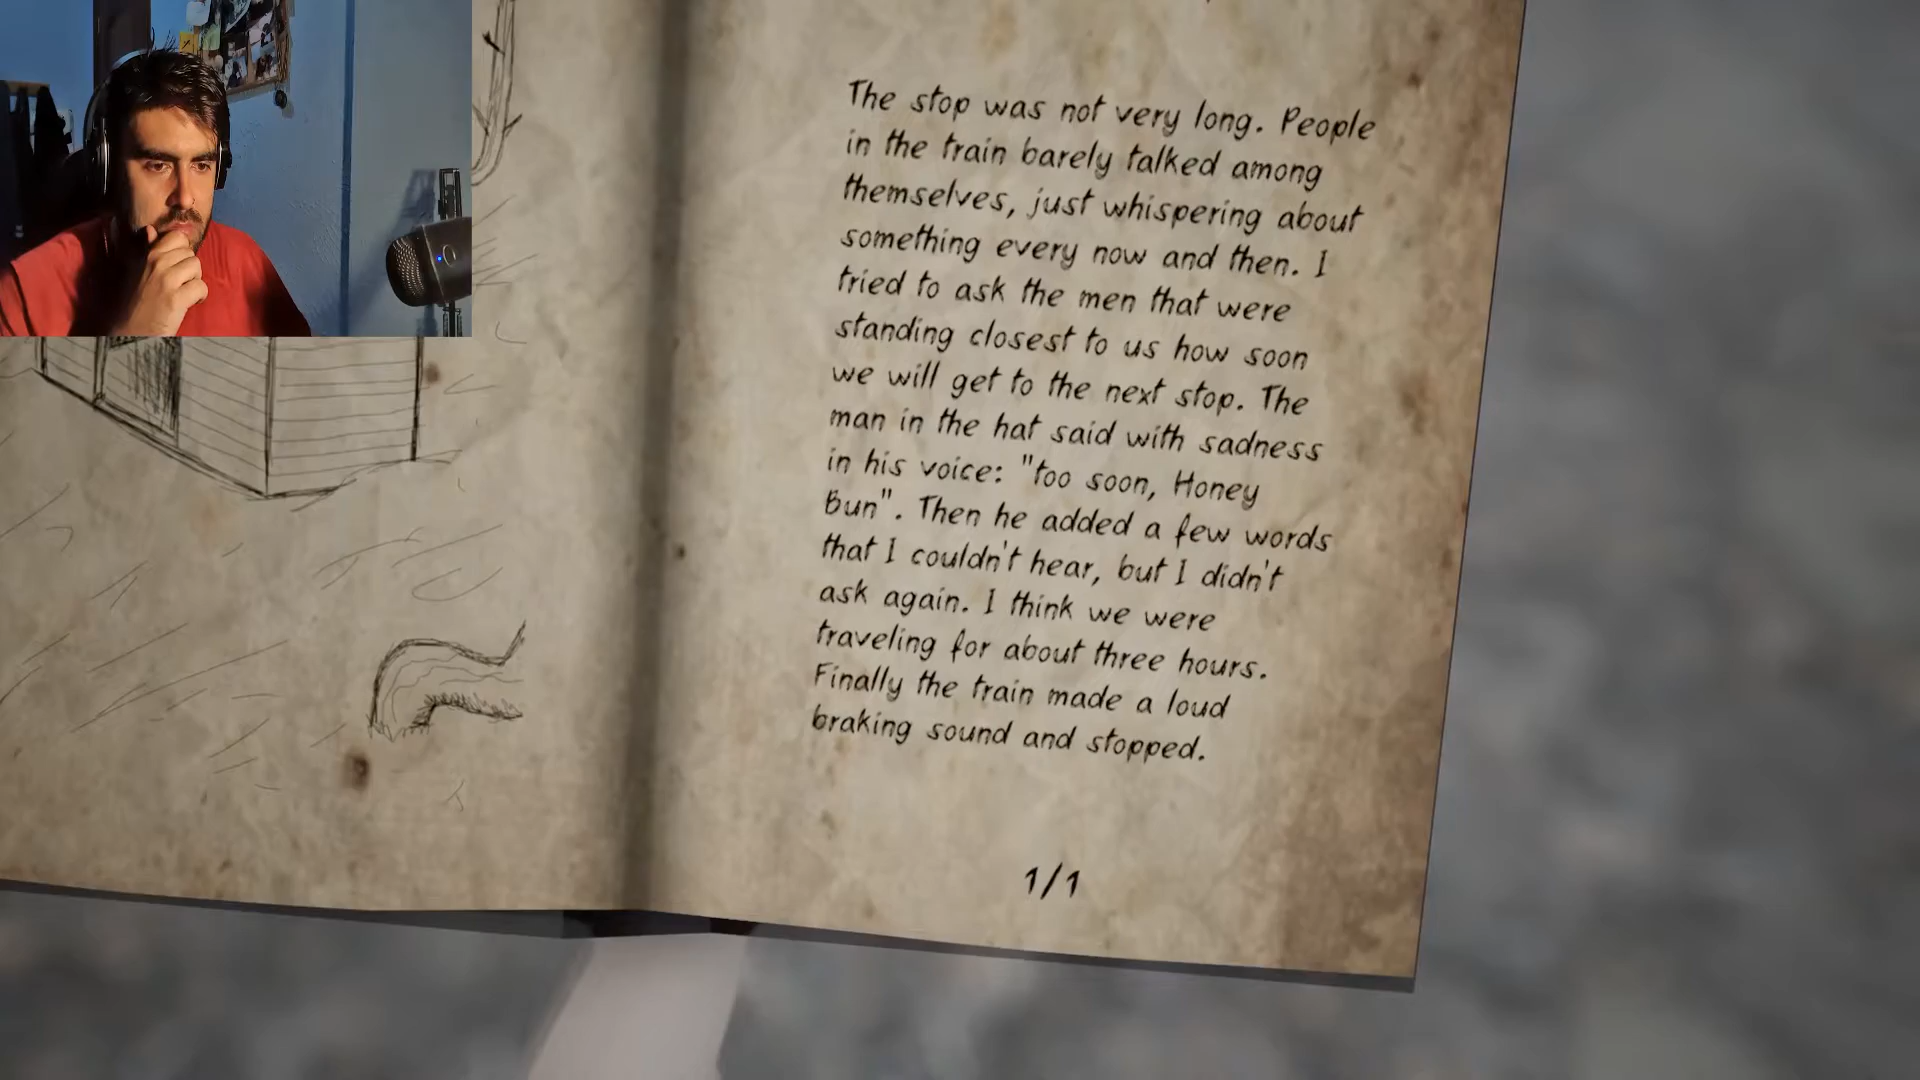 The stop was not very long. People
in the train barely talked among
themselves, just whispering about
something every now and then. I
tried to ask the men that were
standing closest to us how soon
we will get to the next stop. The
man in the hat said with sadness
in his voice: "too soon, Honey
Bun". Then he added a few words
that I couldn't hear, but I didn't
ask again. I think we were
traveling for about three hours.
Finally the train made a loud
braking sound and stopped.
1/1